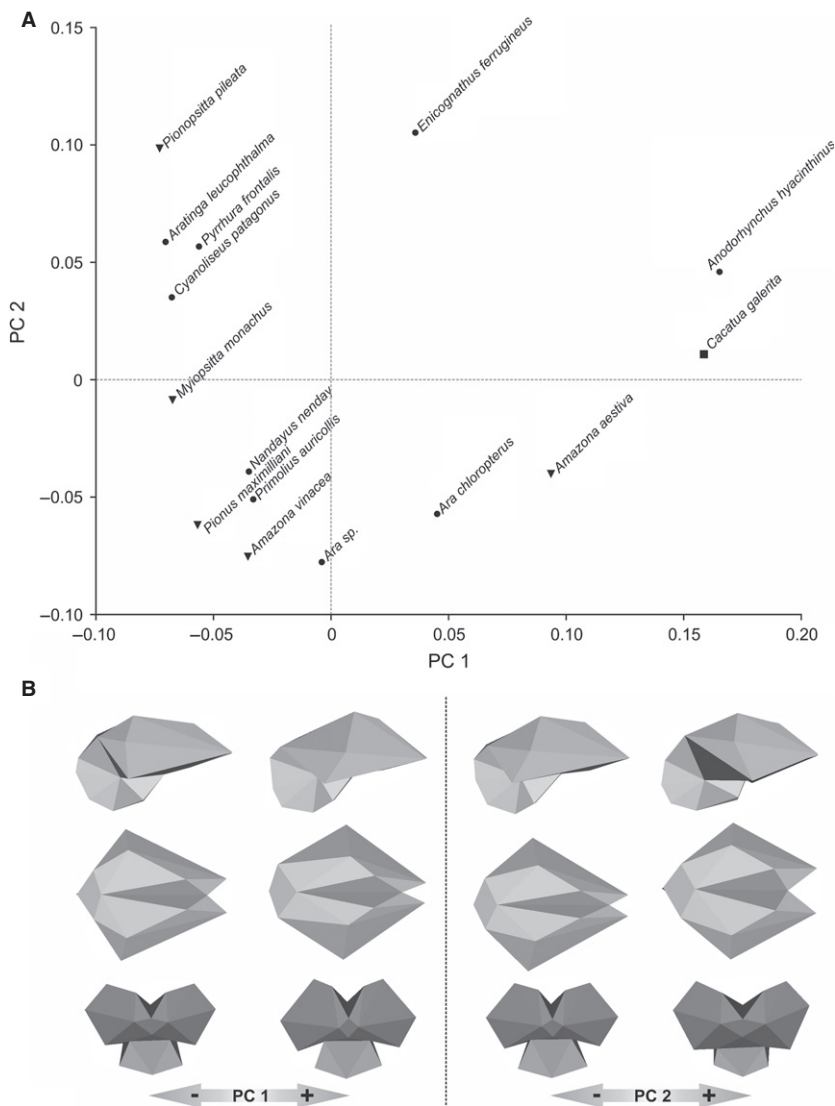 A
0.15
0.10
0.05
0
–0.05
–0.10
PC 2
Pionopsitta pileata
Aratinga leucophthalma
Pyrrhura frontalis
Cyanoliseus patagonus
Myiopsitta monachus
Nandayus nenday
Primolius auricollis
Pionus maximilliani
Amazona vinacea
Ara sp.
Ara chloropterus
Amazona aestiva
Enicognathus ferrugineus
Anodorhynchus hyacinthinus
Cacatua galerita
–0.10 –0.05 0 0.05 0.10 0.15 0.20
PC 1
B
- PC 1 +
- PC 2 +